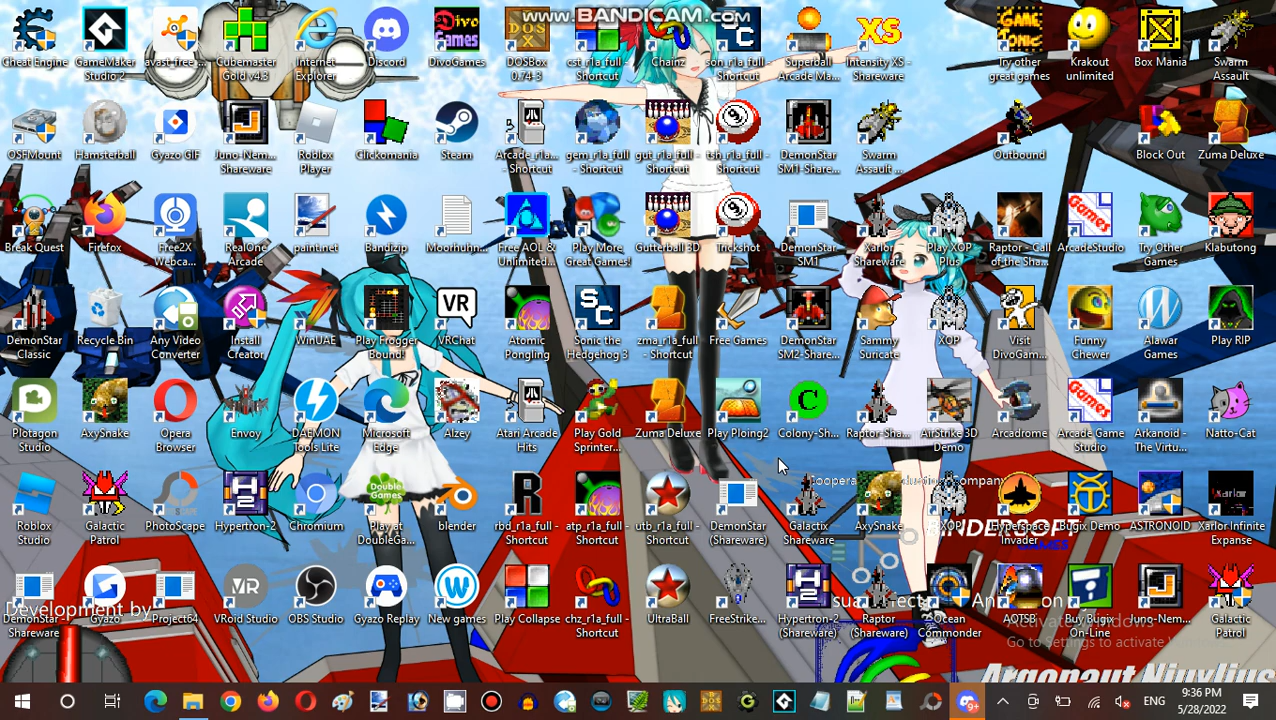 www.BANDICAM.com
Cheat Engine
GameMaker
Studio 2
avast_free_...
Cubemaster
Gold v4.3
Internet
Explorer
Discord
DivoGames
DOSBox
0.74-3
cst_r1a_full -
Shortcut
Chainz
son_r1a_full -
Shortcut
Superball
Arcade Ma...
Intensity XS -
Shareware
Try other
great games
Krakout
unlimited
Box Mania
Swarm
Assault
OSFMount
Hamsterball
Gyazo GIF
Juno-Nem...
Shareware
Roblox
Player
Clickomania
Steam
Arcade_r1a...
- Shortcut
gem_r1a_full
- Shortcut
gut_r1a_full -
Shortcut
tsh_r1a_full -
Shortcut
DemonStar
SM1-Share...
Swarm
Assault ...
Outbound
Block Out
Zuma Deluxe
Break Quest
Firefox
Free2X
Webca...
RealOne
Arcade
paintnet
Bandizip
Moorhuhn...
Free AOL &
Unlimited...
Play More
Great Games!
Gutterball 3D
Trickshot
DemonStar
SM1
Xarlor
Shareware
Play XOP
Plus
Raptor - Call
of the Sha...
ArcadeStudio
Try Other
Games
Klabutong
DemonStar
Classic
Recycle Bin
Any Video
Converter
Install
Creator
WinUAE
Play Frogger
Bound!
VRChat
Atomic
Pongling
Sonic the
Hedgehog 3
zma_r1a_full
- Shortcut
Free Games
DemonStar
SM2-Share...
Sammy
Suricate
XOP
Visit
DivoGam...
Funny
Chewer
Alawar
Games
Play RIP
Plotagon
Studio
AxySnake
Opera
Browser
Envoy
DAEMON
Tools Lite
Microsoft
Edge
Alzey
Atari Arcade
Hits
Play Gold
Sprinter...
Zuma Deluxe
Play Ploing2
Colony-Sh...
Raptor-Sha...
AirStrike 3D
Demo
Arcadrome
Arcade Game
Studio
Arkanoid -
The Virtu...
Natto-Cat
Roblox
Studio
Galactic
Patrol
PhotoScape
Hypertron-2
Chromium
Play at
DoubleGa...
blender
rbd_r1a_full -
Shortcut
atp_r1a_full -
Shortcut
utb_r1a_full -
Shortcut
DemonStar
(Shareware)
Galactix
Shareware
AxySnake
XOP
Hyperspace
Invader
Bugix Demo
ASTRONOID
Xarlor Infinite
Expanse
DemonStar
Shareware
Gyazo
Project64
VRoid Studio
OBS Studio
Gyazo Replay
New games
Play Collapse
chz_r1a_full -
Shortcut
UltraBall
FreeStrike...
Hypertron-2
(Shareware)
Raptor
(Shareware)
Ocean
Commonder
AOTSB
Buy Bugix
On-Line
Juno-Nem...
Galactic
Patrol
Development by
Activate Windows
Go to Settings to activate
Argonaut
ENG
9:36 PM
5/28/2022